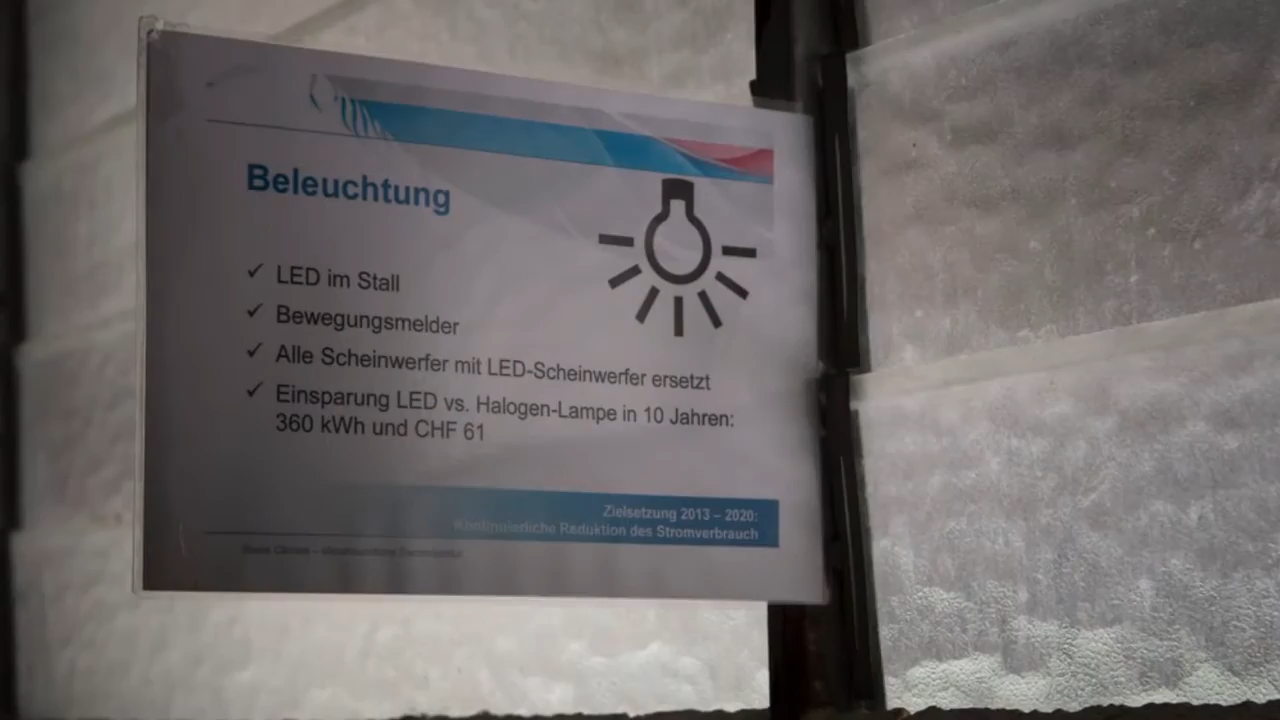 Beleuchtung
✓ LED im Stall
✓ Bewegungsmelder
✓ Alle Scheinwerfer mit LED-Scheinwerfer ersetzt
✓ Einsparung LED vs. Halogen-Lampe in 10 Jahren:
360 kWh und CHF 61
Zielsetzung 2013 – 2020:
Kontinuierliche Reduktion des Stromverbrauch